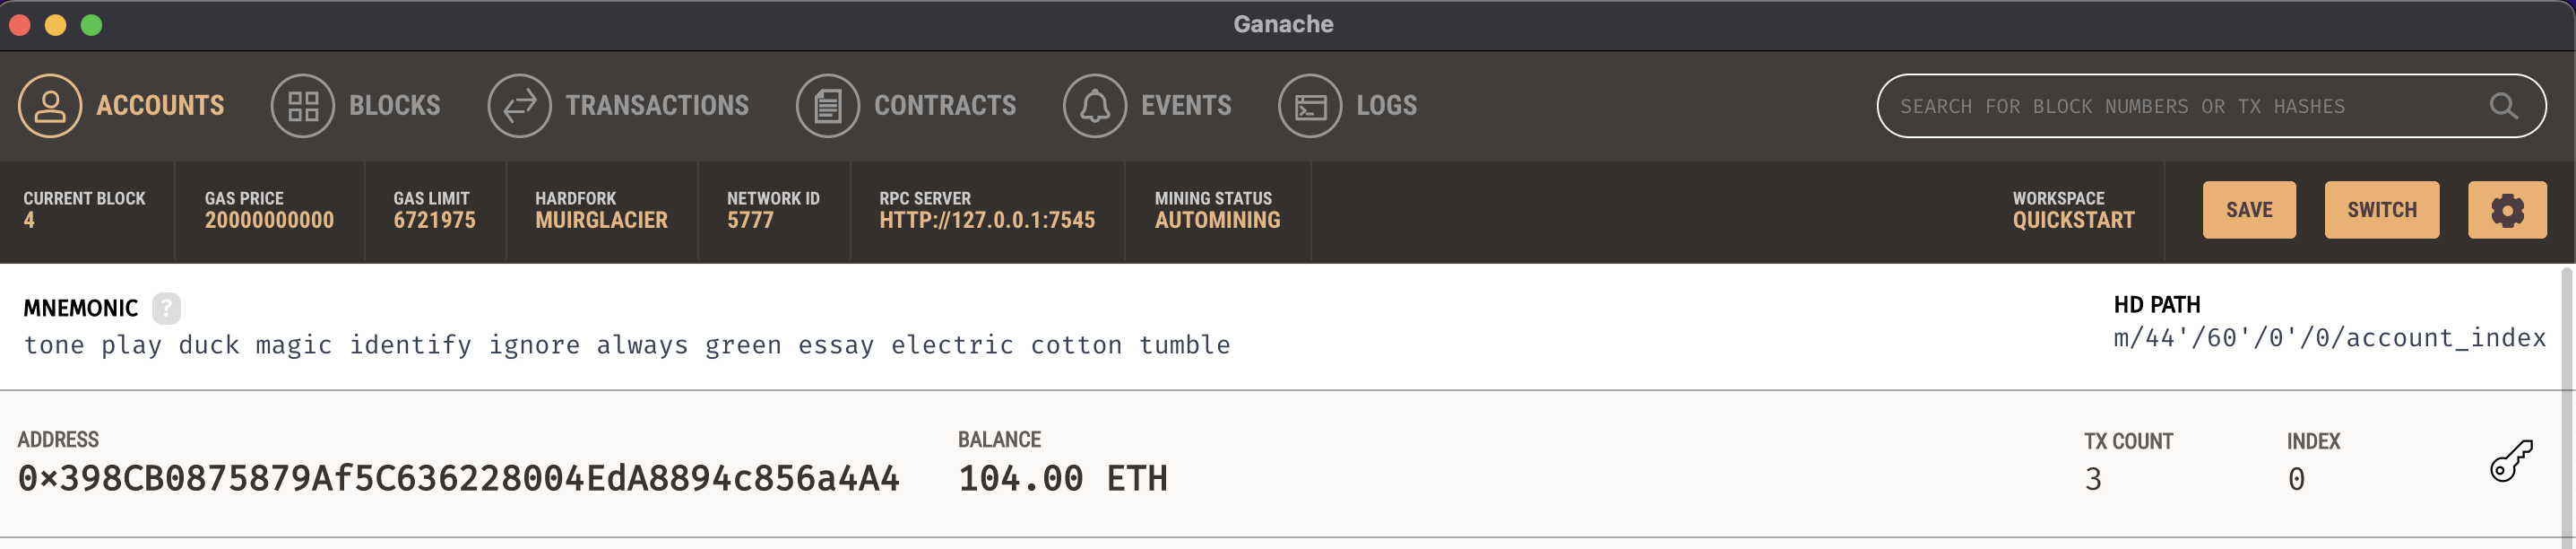 Ganache
ACCOUNTS BLOCKS TRANSACTIONS CONTRACTS EVENTS LOGS SEARCH FOR BLOCK NUMBERS OR TX HASHES
CURRENT BLOCK GAS PRICE GAS LIMIT HARDFORK NETWORK ID RPC SERVER MINING STATUS WORKSPACE
4 20000000000 6721975 MUIRGLACIER 5777 HTTP://127.0.0.1:7545 AUTOMINING QUICKSTART SAVE SWITCH
MNEMONIC ? HD PATH
tone play duck magic identify ignore always green essay electric cotton tumble m/44'/60'/0'/0/account_index
ADDRESS BALANCE TX COUNT INDEX
0×398CB0875879Af5C636228004EdA8894c856a4A4 104.00 ETH 3 0